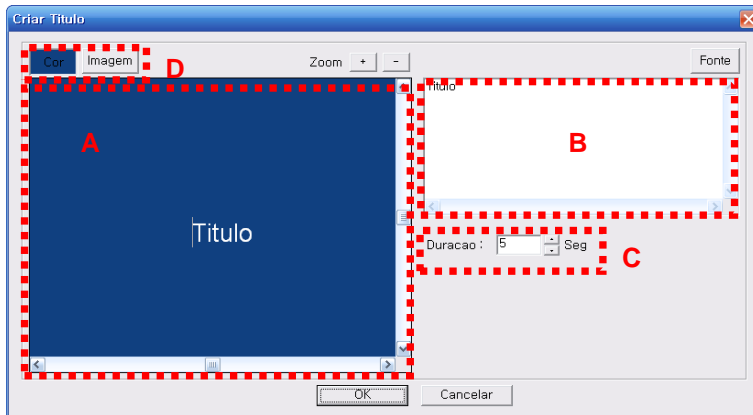 Criar Titulo
Cor Imagem D Zoom + - Fonte
Titulo
A B
Titulo
Duracao : 5 Seg C
OK Cancelar